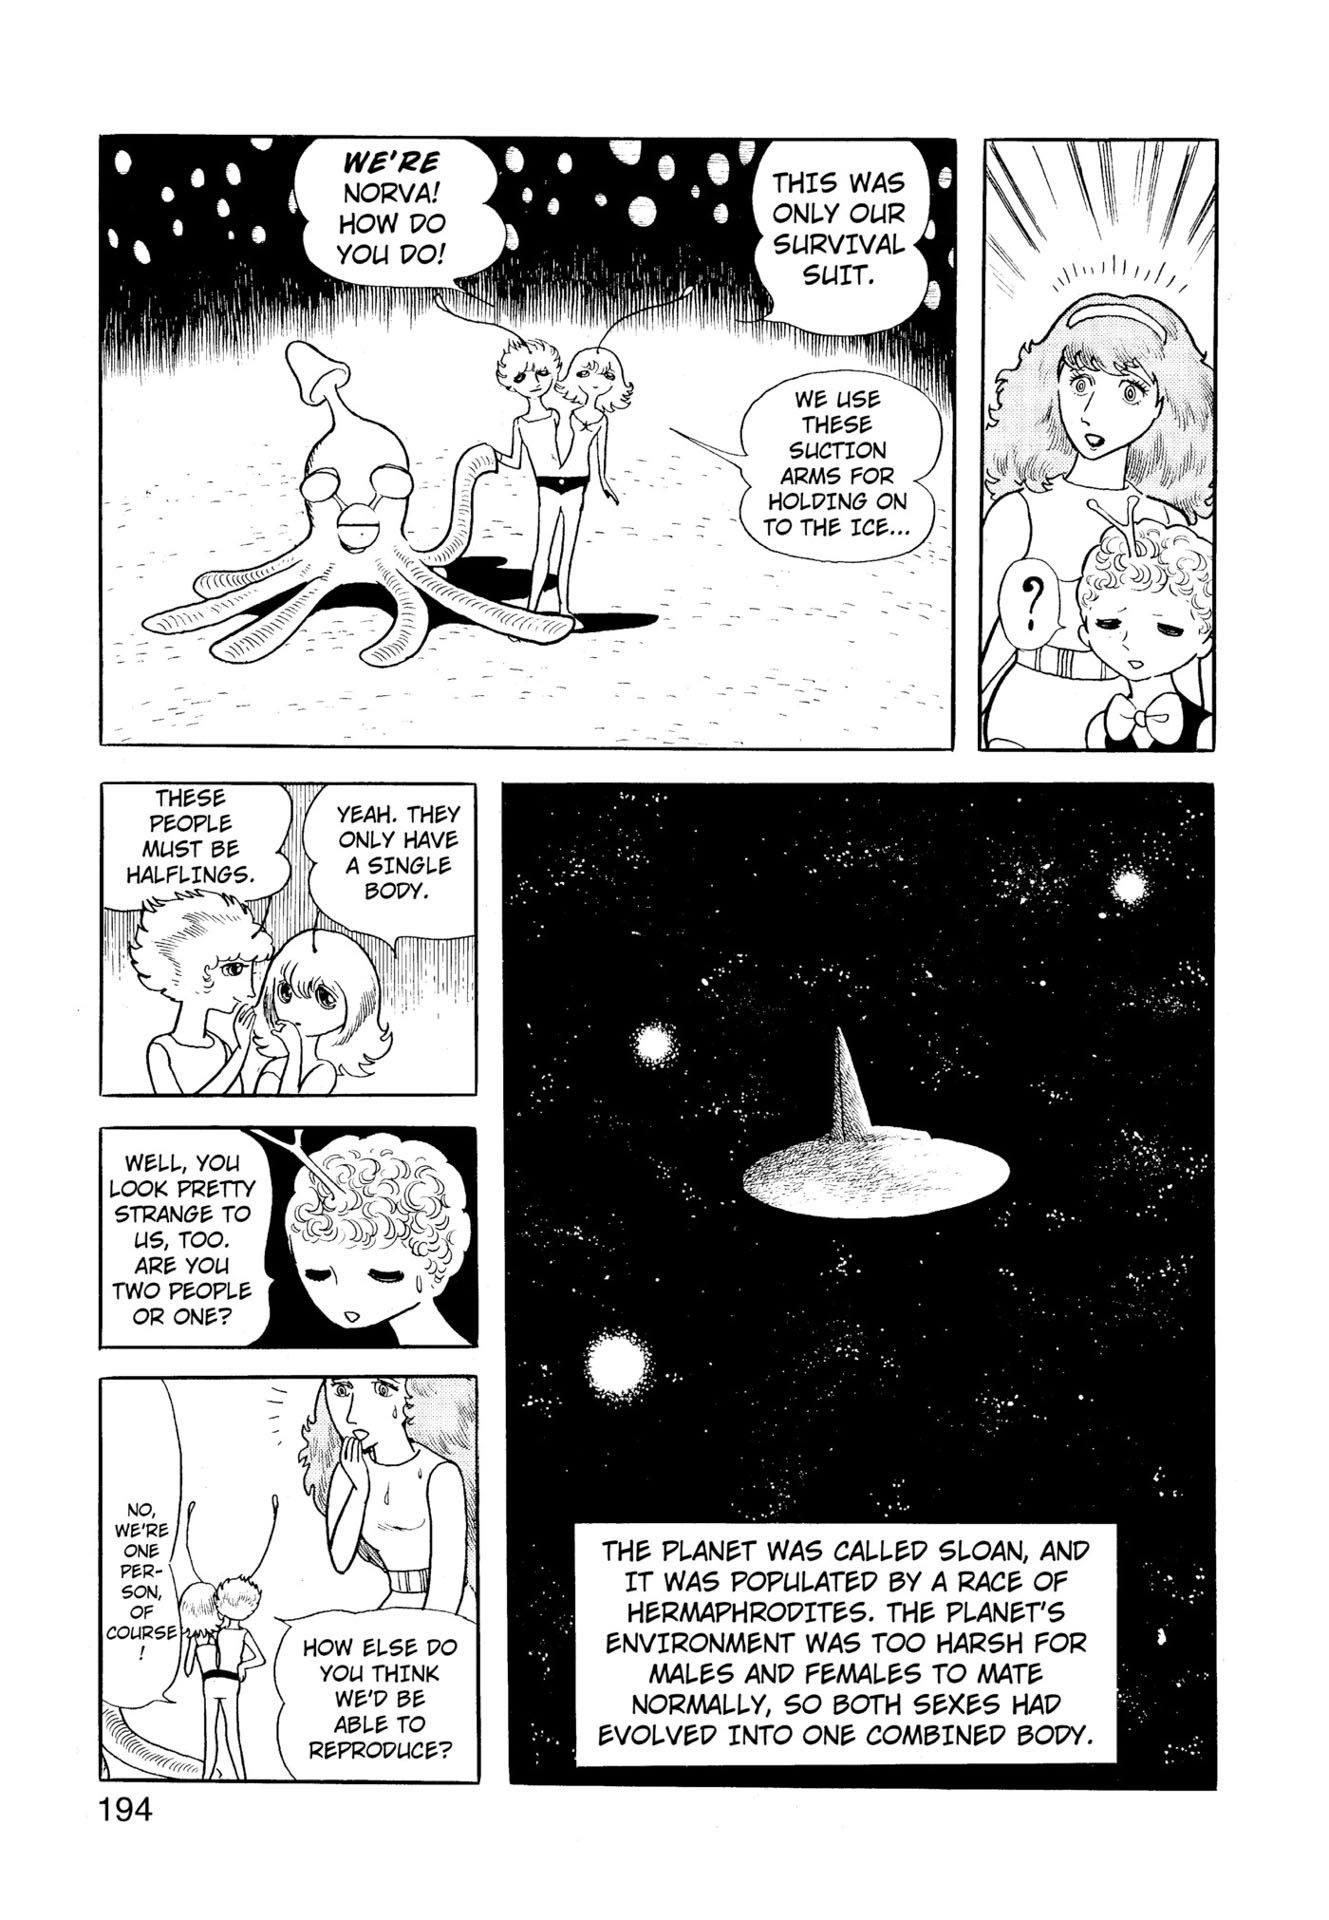 WE'RE
NORVA!
HOW DO
YOU DO!
THIS WAS
ONLY OUR
SURVIVAL
SUIT.
WE USE
THESE
SUCTION
ARMS FOR
HOLDING ON
TO THE ICE...
?
THESE
PEOPLE
MUST BE
HALFLINGS.
YEAH. THEY
ONLY HAVE
A SINGLE
BODY.
WELL, YOU
LOOK PRETTY
STRANGE TO
US, TOO.
ARE YOU
TWO PEOPLE
OR ONE?
NO,
WE'RE
ONE
PER-
SON,
OF
COURSE
!
HOW ELSE DO
YOU THINK
WE'D BE
ABLE TO
REPRODUCE?
THE PLANET WAS CALLED SLOAN, AND
IT WAS POPULATED BY A RACE OF
HERMAPHRODITES. THE PLANET'S
ENVIRONMENT WAS TOO HARSH FOR
MALES AND FEMALES TO MATE
NORMALLY, SO BOTH SEXES HAD
EVOLVED INTO ONE COMBINED BODY.
194